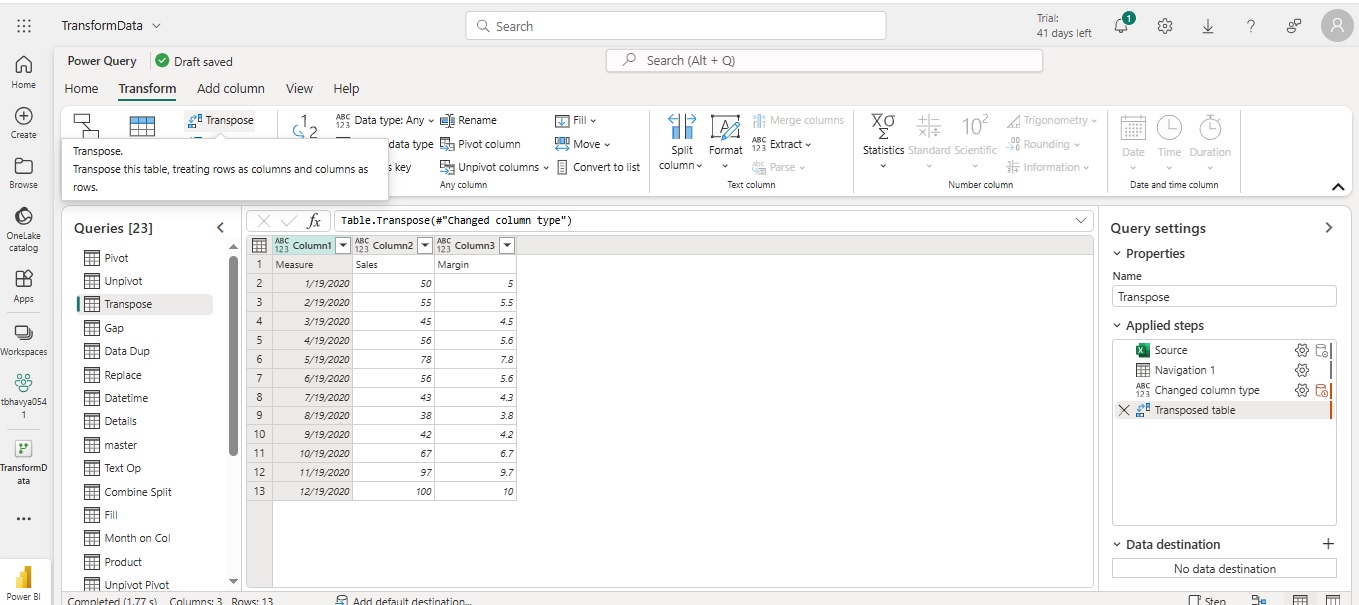 TransformData
Search
Trial:
41 days left
1
Power Query
Draft saved
Search (Alt + Q)
Home
Transform
Add column
View
Help
Home
Create
Browse
OneLake
catalog
Apps
Workspaces
tbhavya054
1
TransformD
ata
Power BI
Transpose
Data type: Any
Rename
Fill
Split
column
Format
Merge columns
Statistics
Standard
Scientific
Trigonometry
Date
Time
Duration
data type
Pivot column
Move
Extract
Rounding
s key
Unpivot columns
Convert to list
Parse
Information
Any column
Text column
Number column
Date and time column
Transpose.
Transpose this table, treating rows as columns and columns as
rows.
Queries [23]
Pivot
Unpivot
Transpose
Gap
Data Dup
Replace
Datetime
Details
master
Text Op
Combine Split
Fill
Month on Col
Product
Unpivot Pivot
fx
Table.Transpose(#"Changed column type")
ABC 123 Column1 ABC 123 Column2 ABC 123 Column3
1 Measure Sales Margin
2 1/19/2020 50 5
3 2/19/2020 55 5.5
4 3/19/2020 45 4.5
5 4/19/2020 56 5.6
6 5/19/2020 78 7.8
7 6/19/2020 56 5.6
8 7/19/2020 43 4.3
9 8/19/2020 38 3.8
10 9/19/2020 42 4.2
11 10/19/2020 67 6.7
12 11/19/2020 97 9.7
13 12/19/2020 100 10
Query settings
Properties
Name
Transpose
Applied steps
Source
Navigation 1
Changed column type
Transposed table
Data destination
No data destination
Completed (1.77 s) Columns: 3 Rows: 13
Add default destination...
Step